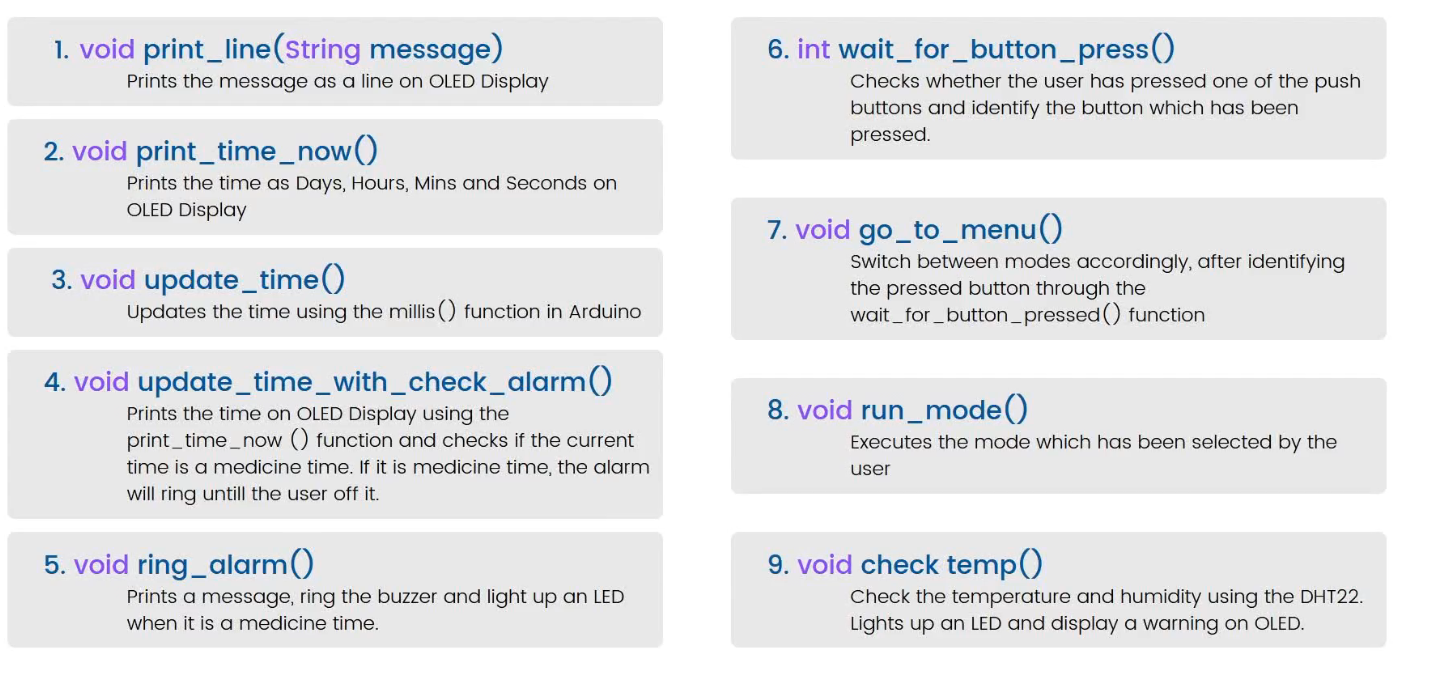 1. void print_line(String message)
Prints the message as a line on OLED Display
2. void print_time_now()
Prints the time as Days, Hours, Mins and Seconds on
OLED Display
3. void update_time()
Updates the time using the millis() function in Arduino
4. void update_time_with_check_alarm()
Prints the time on OLED Display using the
print_time_now () function and checks if the current
time is a medicine time. If it is medicine time, the alarm
will ring untill the user off it.
5. void ring_alarm()
Prints a message, ring the buzzer and light up an LED
when it is a medicine time.
6. int wait_for_button_press()
Checks whether the user has pressed one of the push
buttons and identify the button which has been
pressed.
7. void go_to_menu()
Switch between modes accordingly, after identifying
the pressed button through the
wait_for_button_pressed() function
8. void run_mode()
Executes the mode which has been selected by the
user
9. void check temp()
Check the temperature and humidity using the DHT22.
Lights up an LED and display a warning on OLED.